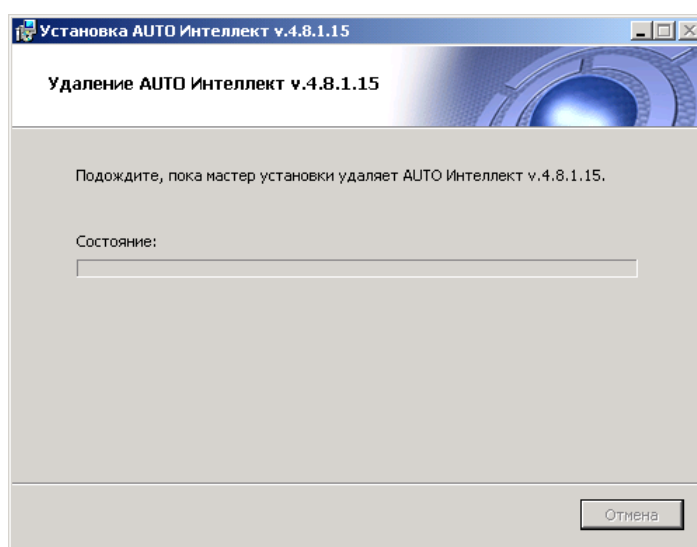 Установка AUTO Интеллект v.4.8.1.15
Удаление AUTO Интеллект v.4.8.1.15
Подождите, пока мастер установки удаляет AUTO Интеллект v.4.8.1.15.
Состояние:
Отмена